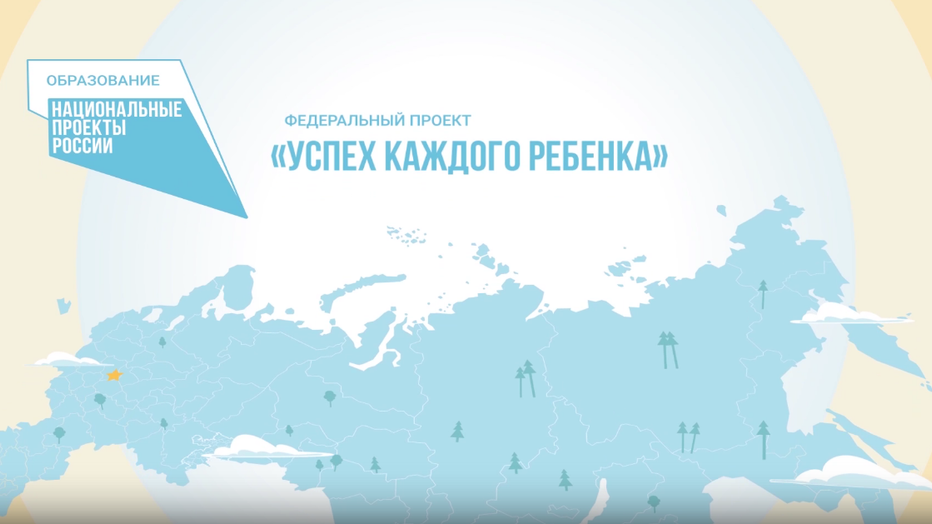 ОБРАЗОВАНИЕ
НАЦИОНАЛЬНЫЕ
ПРОЕКТЫ
РОССИИ
ФЕДЕРАЛЬНЫЙ ПРОЕКТ
«УСПЕХ КАЖДОГО РЕБЕНКА»